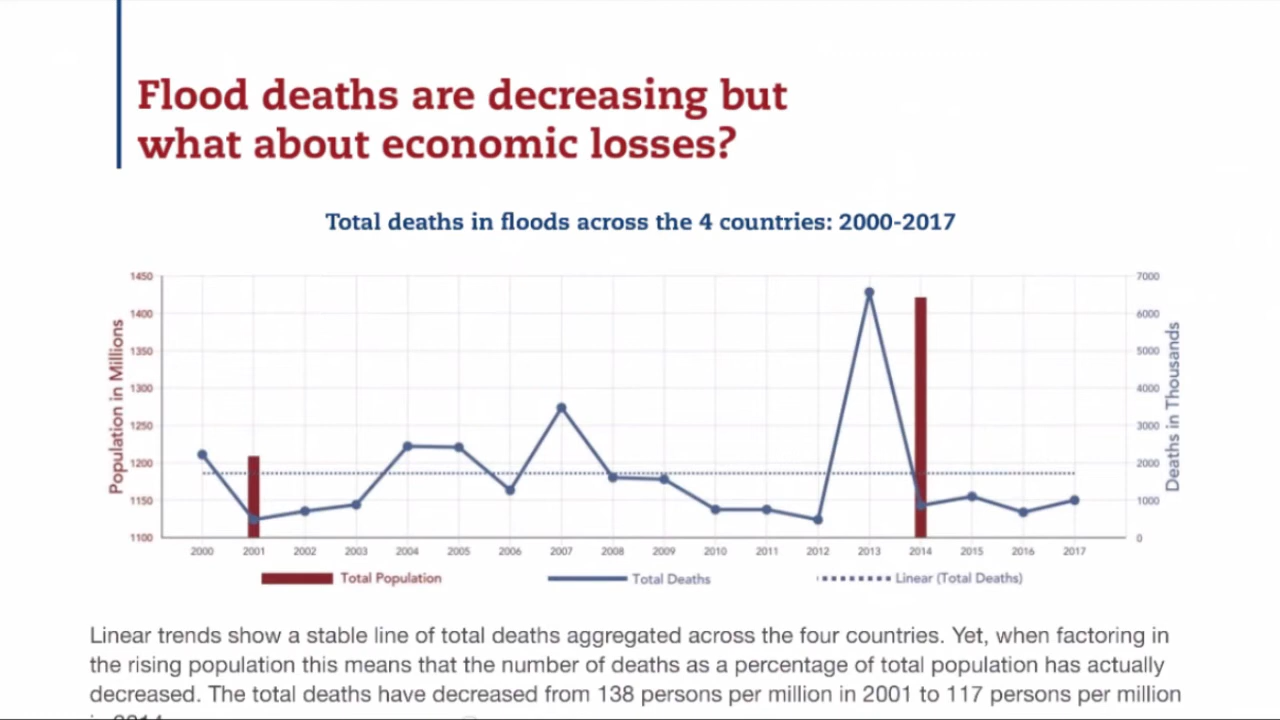 Flood deaths are decreasing but
what about economic losses?
Total deaths in floods across the 4 countries: 2000-2017
Population in Millions
1450
1400
1350
1300
1250
1200
1150
1100
7000
6000
5000
4000
3000
2000
1000
0
Deaths in Thousands
2000 2001 2002 2003 2004 2005 2006 2007 2008 2009 2010 2011 2012 2013 2014 2015 2016 2017
Total Population Total Deaths Linear (Total Deaths)
Linear trends show a stable line of total deaths aggregated across the four countries. Yet, when factoring in
the rising population this means that the number of deaths as a percentage of total population has actually
decreased. The total deaths have decreased from 138 persons per million in 2001 to 117 persons per million